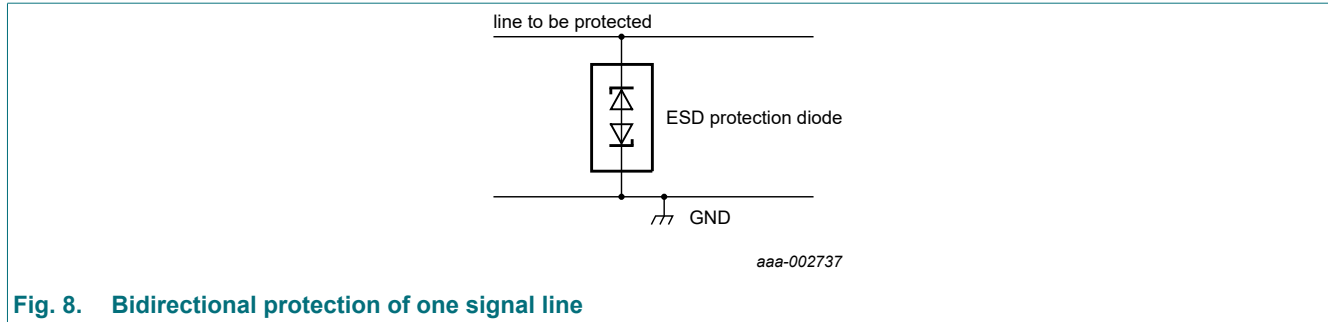 line to be protected
ESD protection diode
GND
aaa-002737
Fig. 8. Bidirectional protection of one signal line